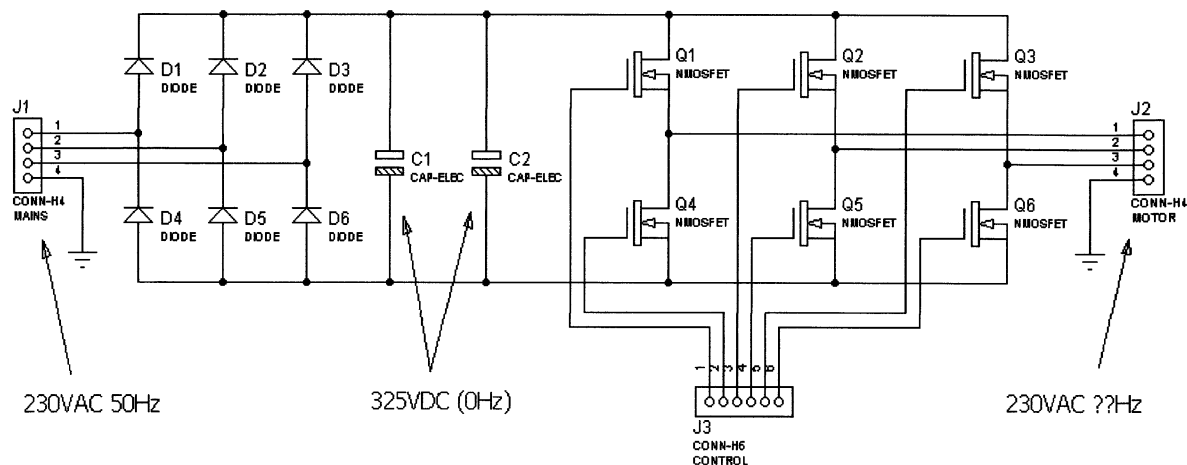 D1
DIODE
D2
DIODE
D3
DIODE
Q1
NMOSFET
Q2
NMOSFET
Q3
NMOSFET
J1
1
2
3
4
CONN-H4
MAINS
C1
CAP-ELEC
C2
CAP-ELEC
J2
1
2
3
4
CONN-H4
MOTOR
D4
DIODE
D5
DIODE
D6
DIODE
Q4
NMOSFET
Q5
NMOSFET
Q6
NMOSFET
1
2
3
4
5
6
J3
CONN-H6
CONTROL
230VAC 50Hz
325VDC (0Hz)
230VAC ??Hz